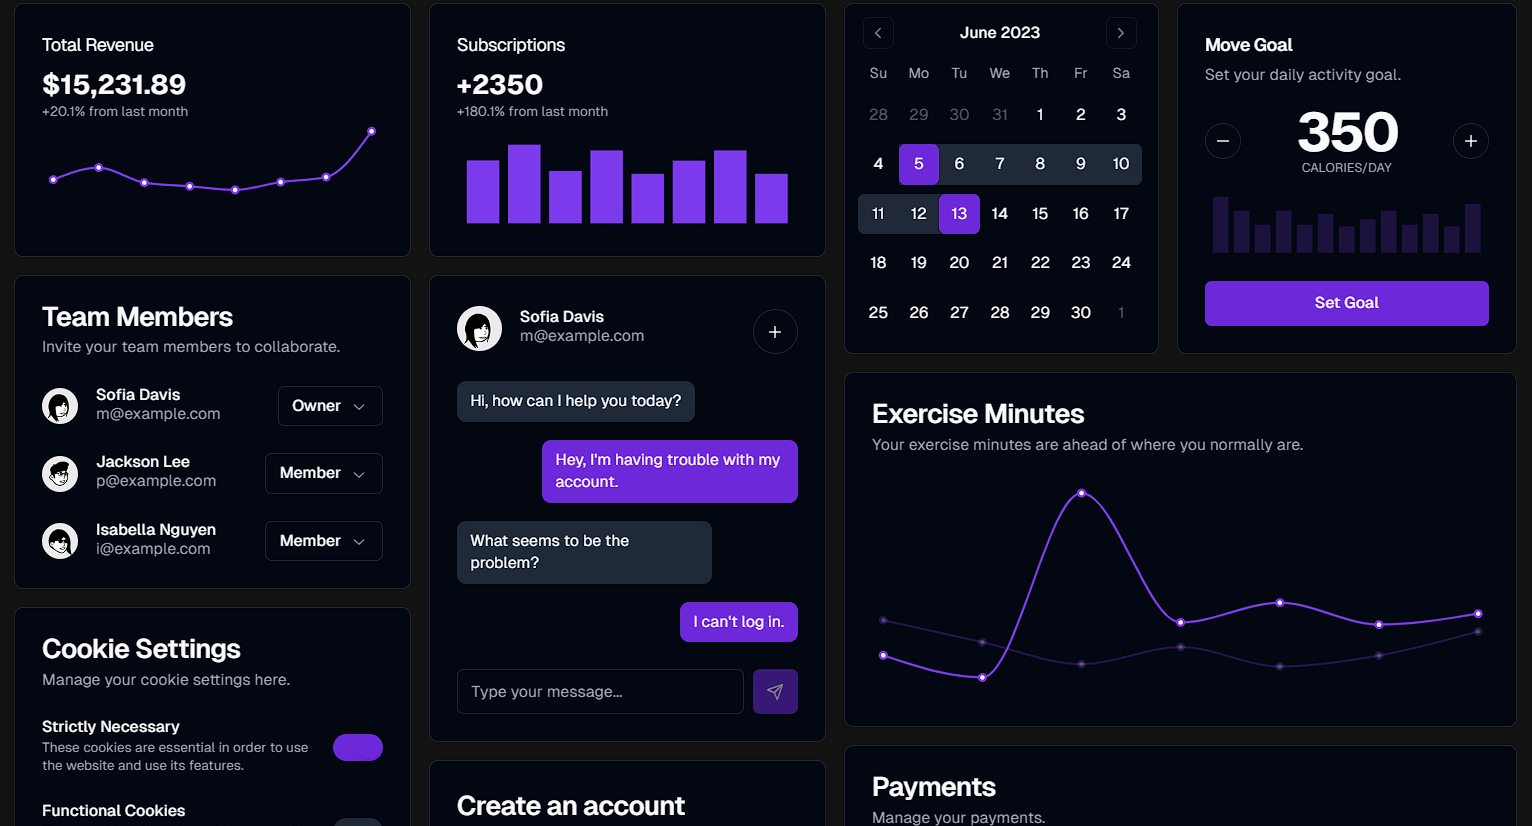 Total Revenue
$15,231.89
+20.1% from last month
Subscriptions
+2350
+180.1% from last month
June 2023
Su Mo Tu We Th Fr Sa
28 29 30 31 1 2 3
4 5 6 7 8 9 10
11 12 13 14 15 16 17
18 19 20 21 22 23 24
25 26 27 28 29 30 1
Move Goal
Set your daily activity goal.
350
CALORIES/DAY
Set Goal
Team Members
Invite your team members to collaborate.
Sofia Davis
m@example.com
Owner
Jackson Lee
p@example.com
Member
Isabella Nguyen
i@example.com
Member
Sofia Davis
m@example.com
Hi, how can I help you today?
Hey, I'm having trouble with my
account.
What seems to be the
problem?
I can't log in.
Type your message...
Exercise Minutes
Your exercise minutes are ahead of where you normally are.
Cookie Settings
Manage your cookie settings here.
Strictly Necessary
These cookies are essential in order to use
the website and use its features.
Functional Cookies
Create an account
Payments
Manage your payments.